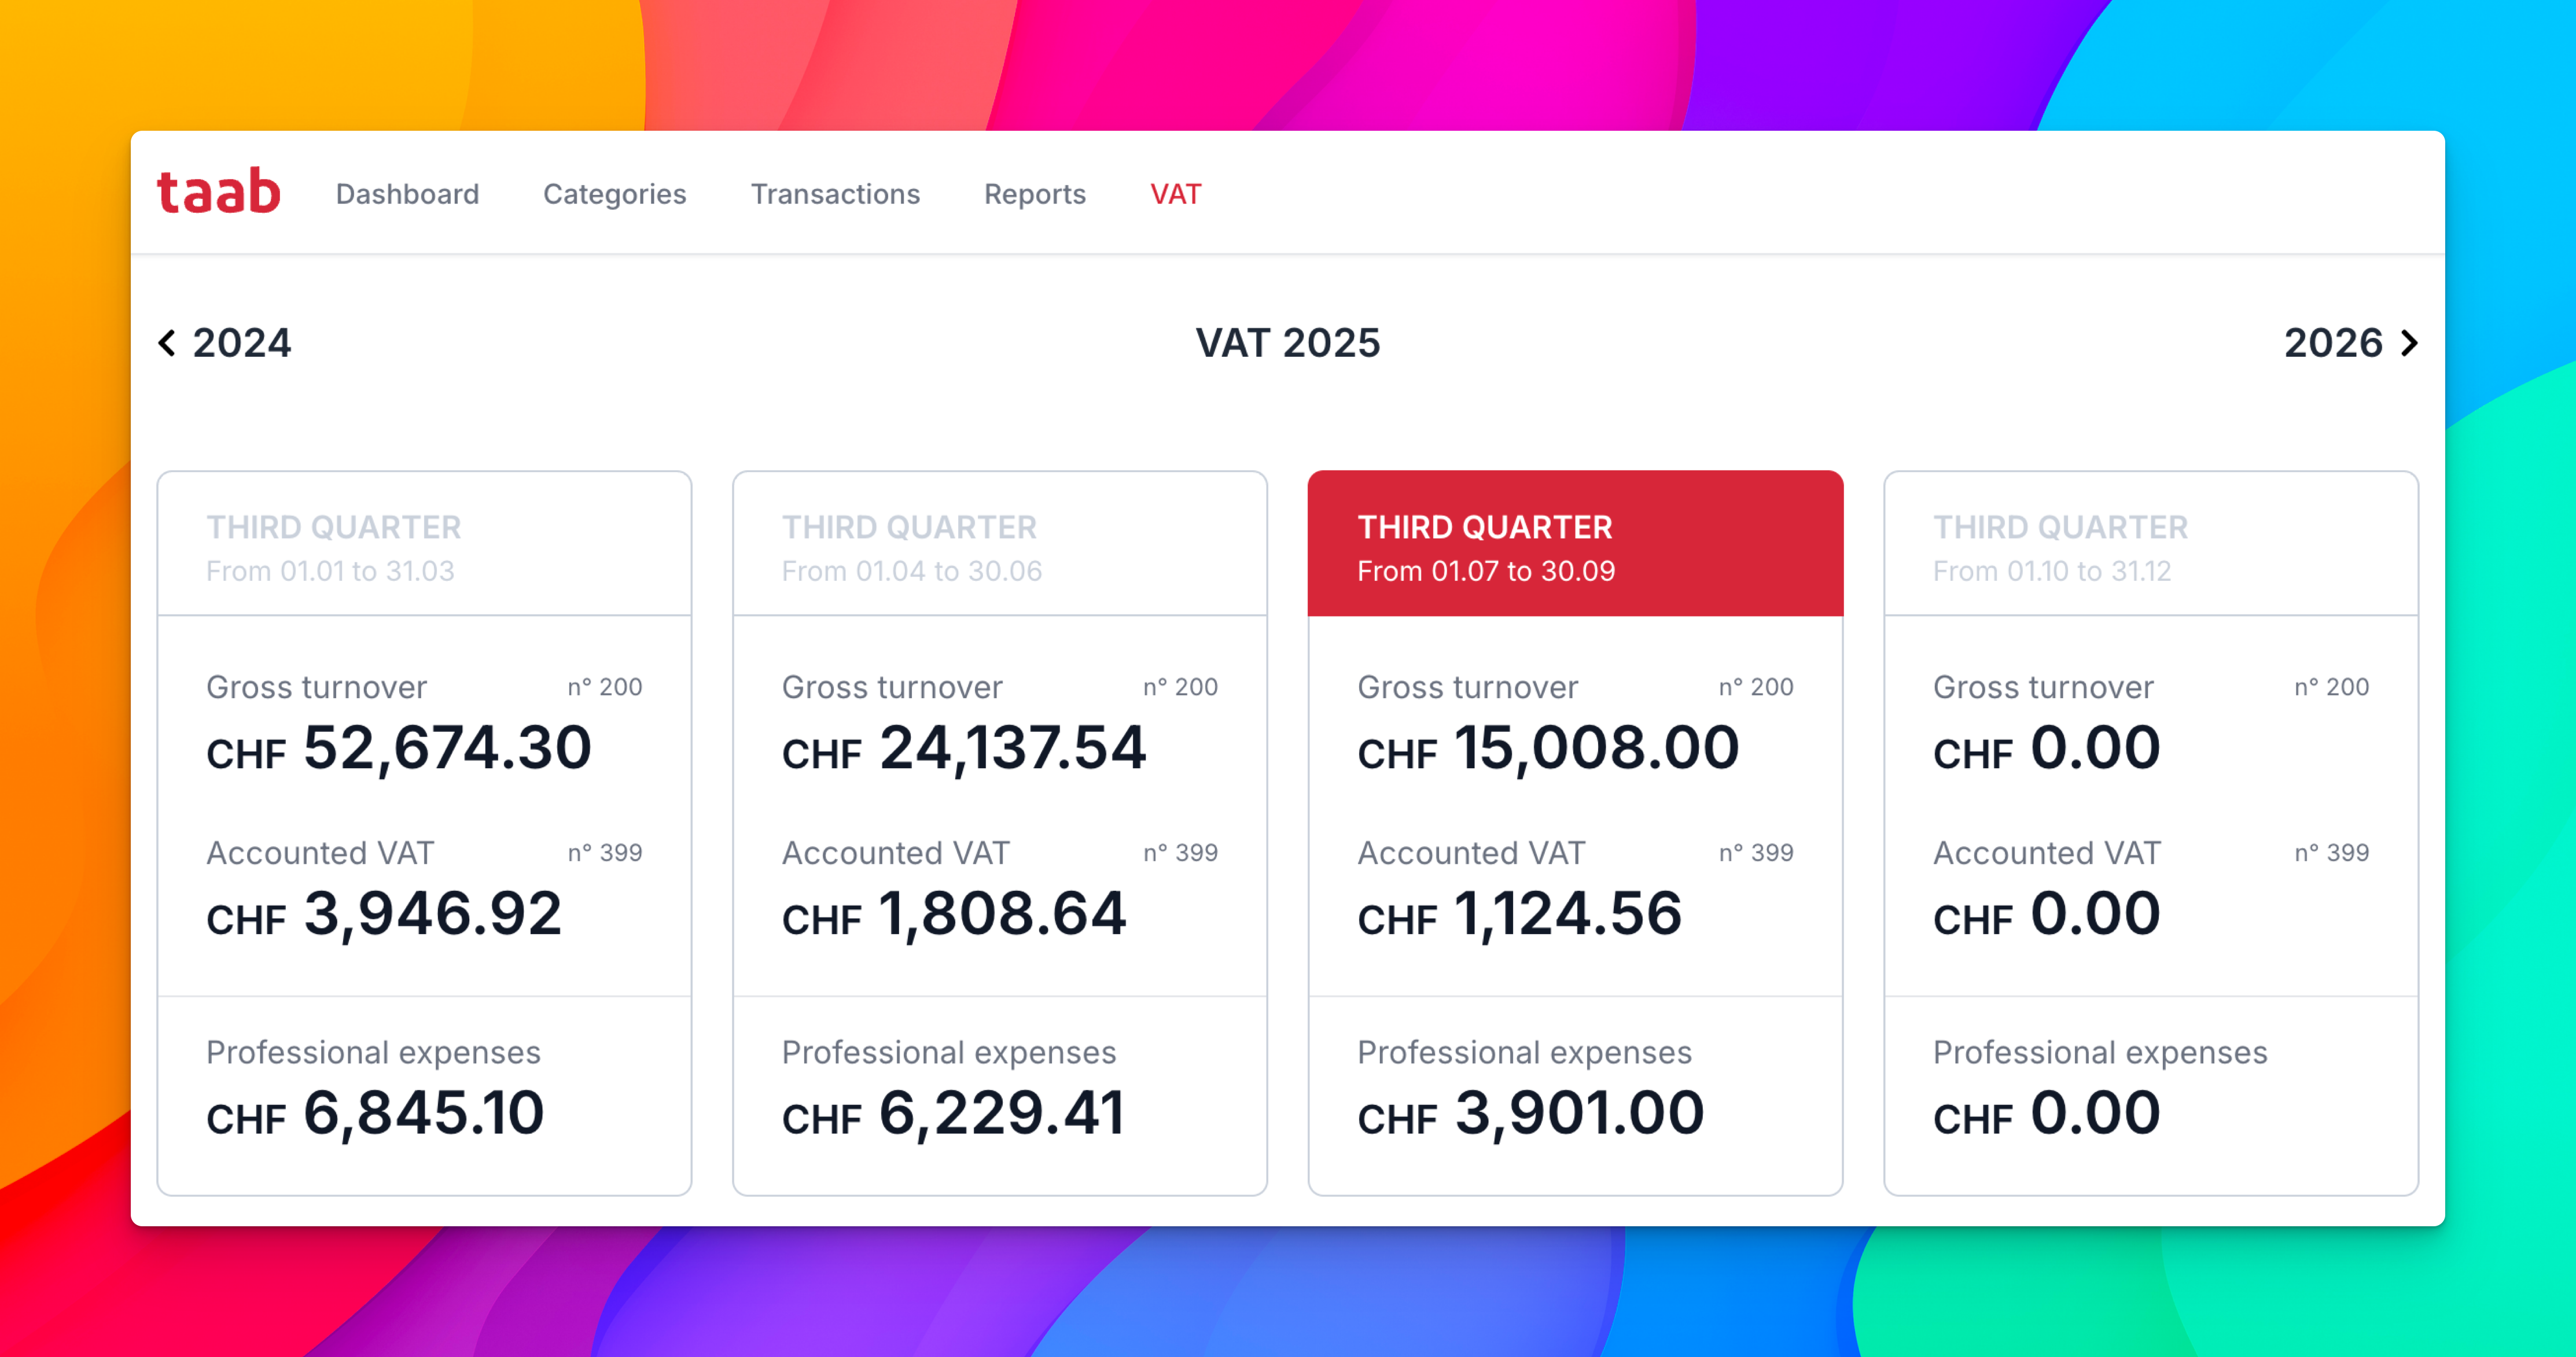 taab Dashboard Categories Transactions Reports VAT
2024 VAT 2025 2026
THIRD QUARTER
From 01.01 to 31.03
Gross turnover n° 200
CHF 52,674.30
Accounted VAT n° 399
CHF 3,946.92
Professional expenses
CHF 6,845.10
THIRD QUARTER
From 01.04 to 30.06
Gross turnover n° 200
CHF 24,137.54
Accounted VAT n° 399
CHF 1,808.64
Professional expenses
CHF 6,229.41
THIRD QUARTER
From 01.07 to 30.09
Gross turnover n° 200
CHF 15,008.00
Accounted VAT n° 399
CHF 1,124.56
Professional expenses
CHF 3,901.00
THIRD QUARTER
From 01.10 to 31.12
Gross turnover n° 200
CHF 0.00
Accounted VAT n° 399
CHF 0.00
Professional expenses
CHF 0.00